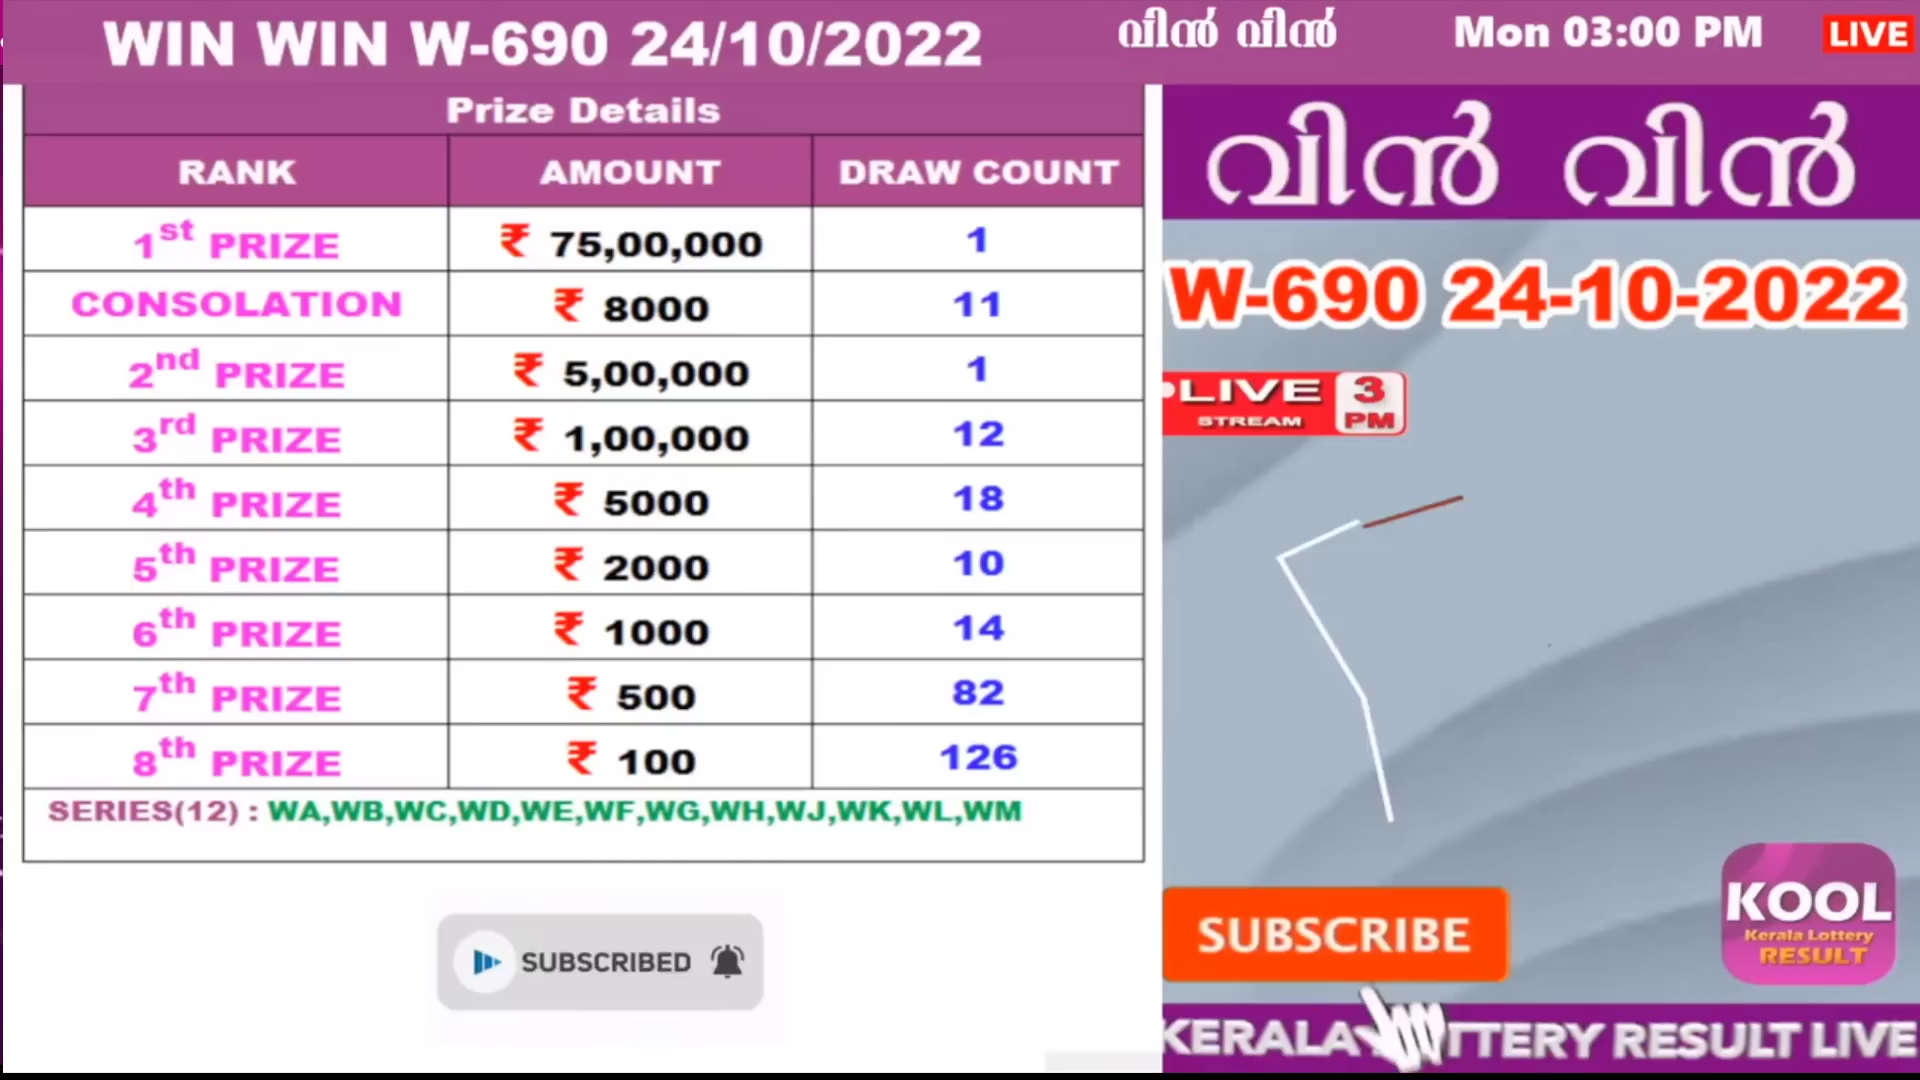 WIN WIN W-690 24/10/2022
വിൻ വിൻ
Mon 03:00 PM
LIVE
Prize Details
RANK AMOUNT DRAW COUNT
1st PRIZE ₹ 75,00,000 1
CONSOLATION ₹ 8000 11
2nd PRIZE ₹ 5,00,000 1
3rd PRIZE ₹ 1,00,000 12
4th PRIZE ₹ 5000 18
5th PRIZE ₹ 2000 10
6th PRIZE ₹ 1000 14
7th PRIZE ₹ 500 82
8th PRIZE ₹ 100 126
SERIES(12) : WA,WB,WC,WD,WE,WF,WG,WH,WJ,WK,WL,WM
SUBSCRIBED
വിൻ വിൻ
W-690 24-10-2022
LIVE
STREAM
3
PM
SUBSCRIBE
KOOL
Kerala Lottery
RESULT
KERALA TTERY RESULT LIVE